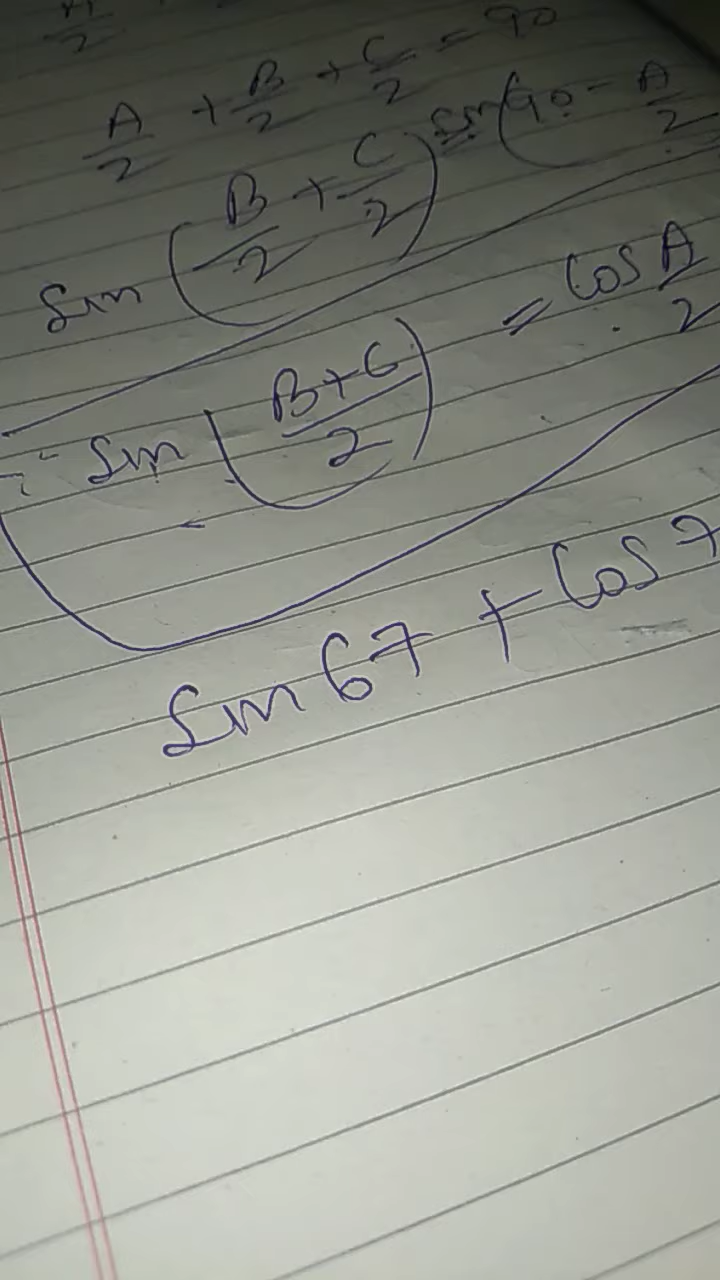 A/2 + B/2 + C/2 = 90
Sin (B/2 + C/2) = Sin (90 - A/2
∴ Sin (B+C/2) = Cos A/2
Sin 67 + Cos 7